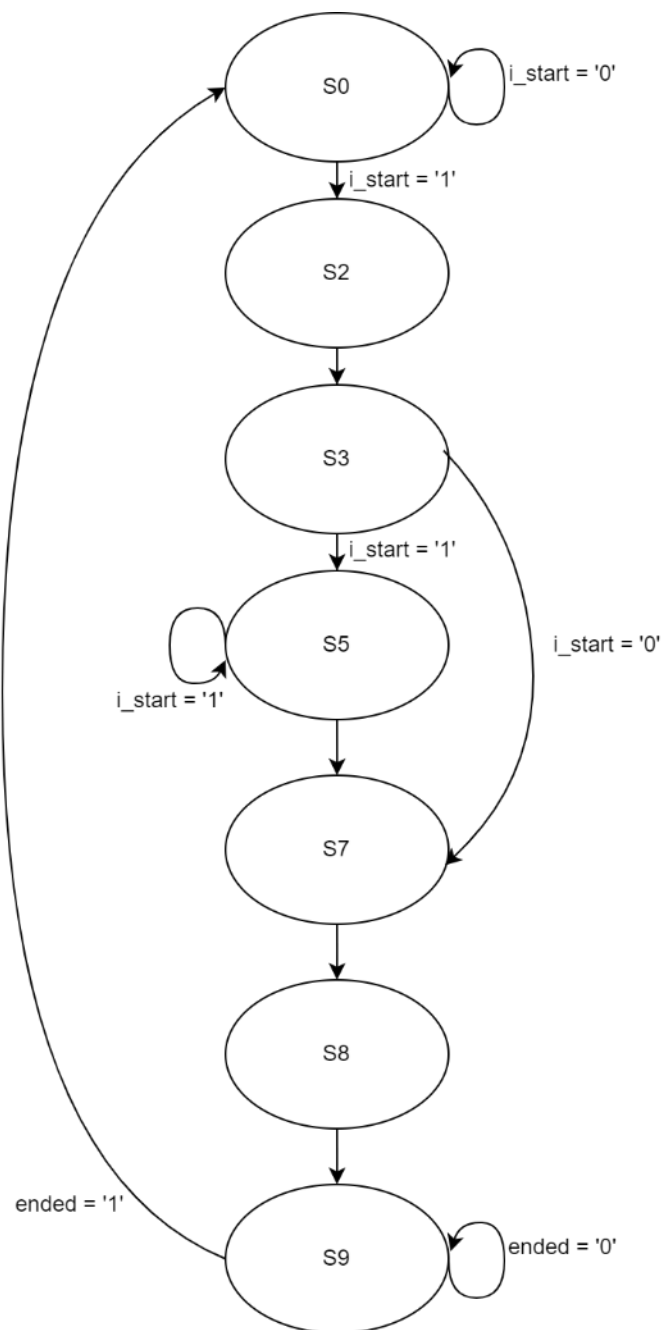 S0
i_start = '0'
i_start = '1'
S2
S3
i_start = '1'
S5
i_start = '0'
i_start = '1'
S7
S8
ended = '1'
S9
ended = '0'